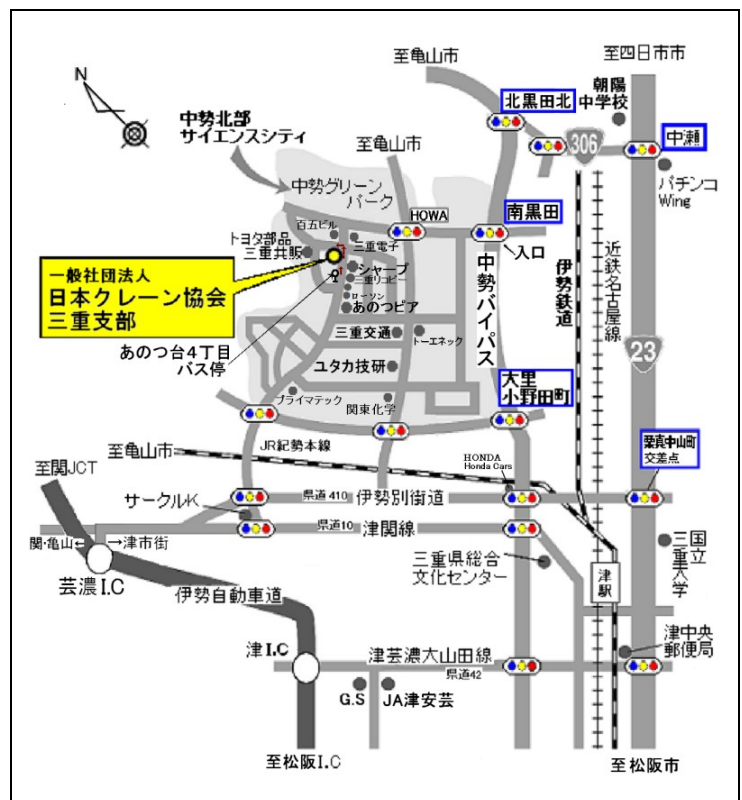 至亀山市
至四日市市
N
朝陽
中学校
北黒田北
中勢北部
サイエンスシティ
至亀山市
306
中瀬
パチンコ
Wing
中勢グリーン
パーク
HOWA
南黒田
百五ビル
トヨタ部品
三重共販
三重電子
入口
シャープ
三重リコピー
ローソン
あのつピア
一般社団法人
日本クレーン協会
三重支部
中勢バイパス
伊勢鉄道
近鉄名古屋線
23
あのつ台4丁目
バス停
三重交通
トーエネック
ユタカ技研
大里
小野田町
プライマテック
関東化学
栗真中山町
交差点
至亀山市
JR紀勢本線
HONDA
Honda Cars
至関JCT
サークルK
県道410
伊勢別街道
県道10
津関線
関・亀山←
→津市街
三重県総合
文化センター
三国
重立
大学
芸濃I.C
伊勢自動車道
津駅
津I.C
津芸濃大山田線
県道42
津中央
郵便局
G.S
JA津安芸
至松阪I.C
至松阪市